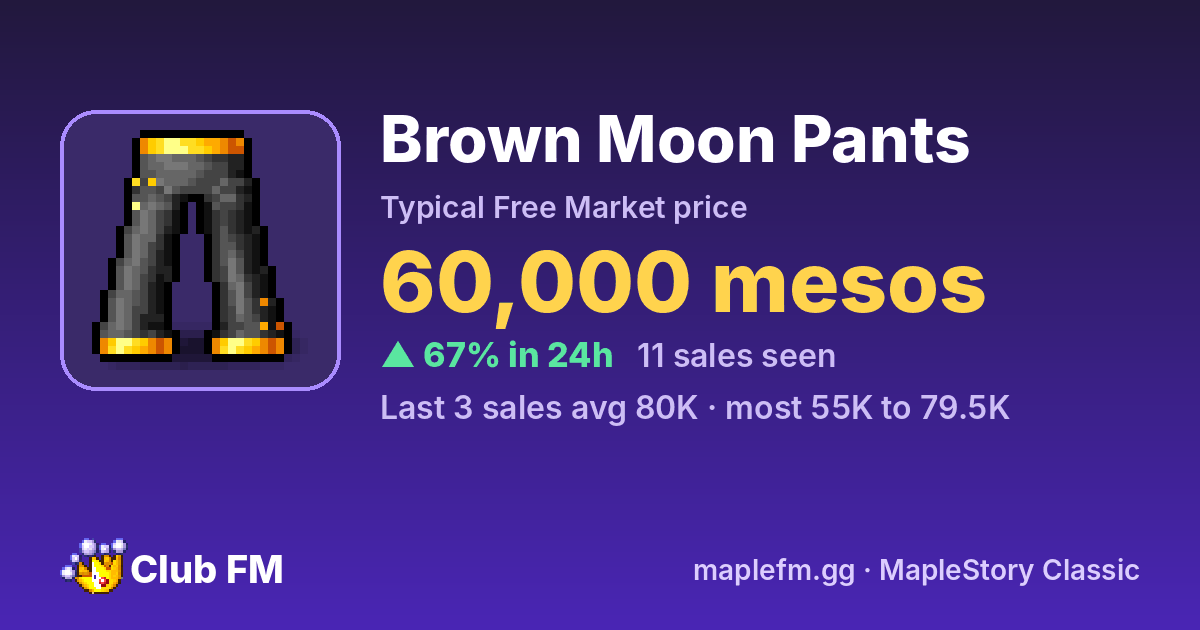 Brown Moon Pants
Typical Free Market price
60,000 mesos
▲ 67% in 24h 11 sales seen
Last 3 sales avg 80K · most 55K to 79.5K
Club FM
maplefm.gg · MapleStory Classic